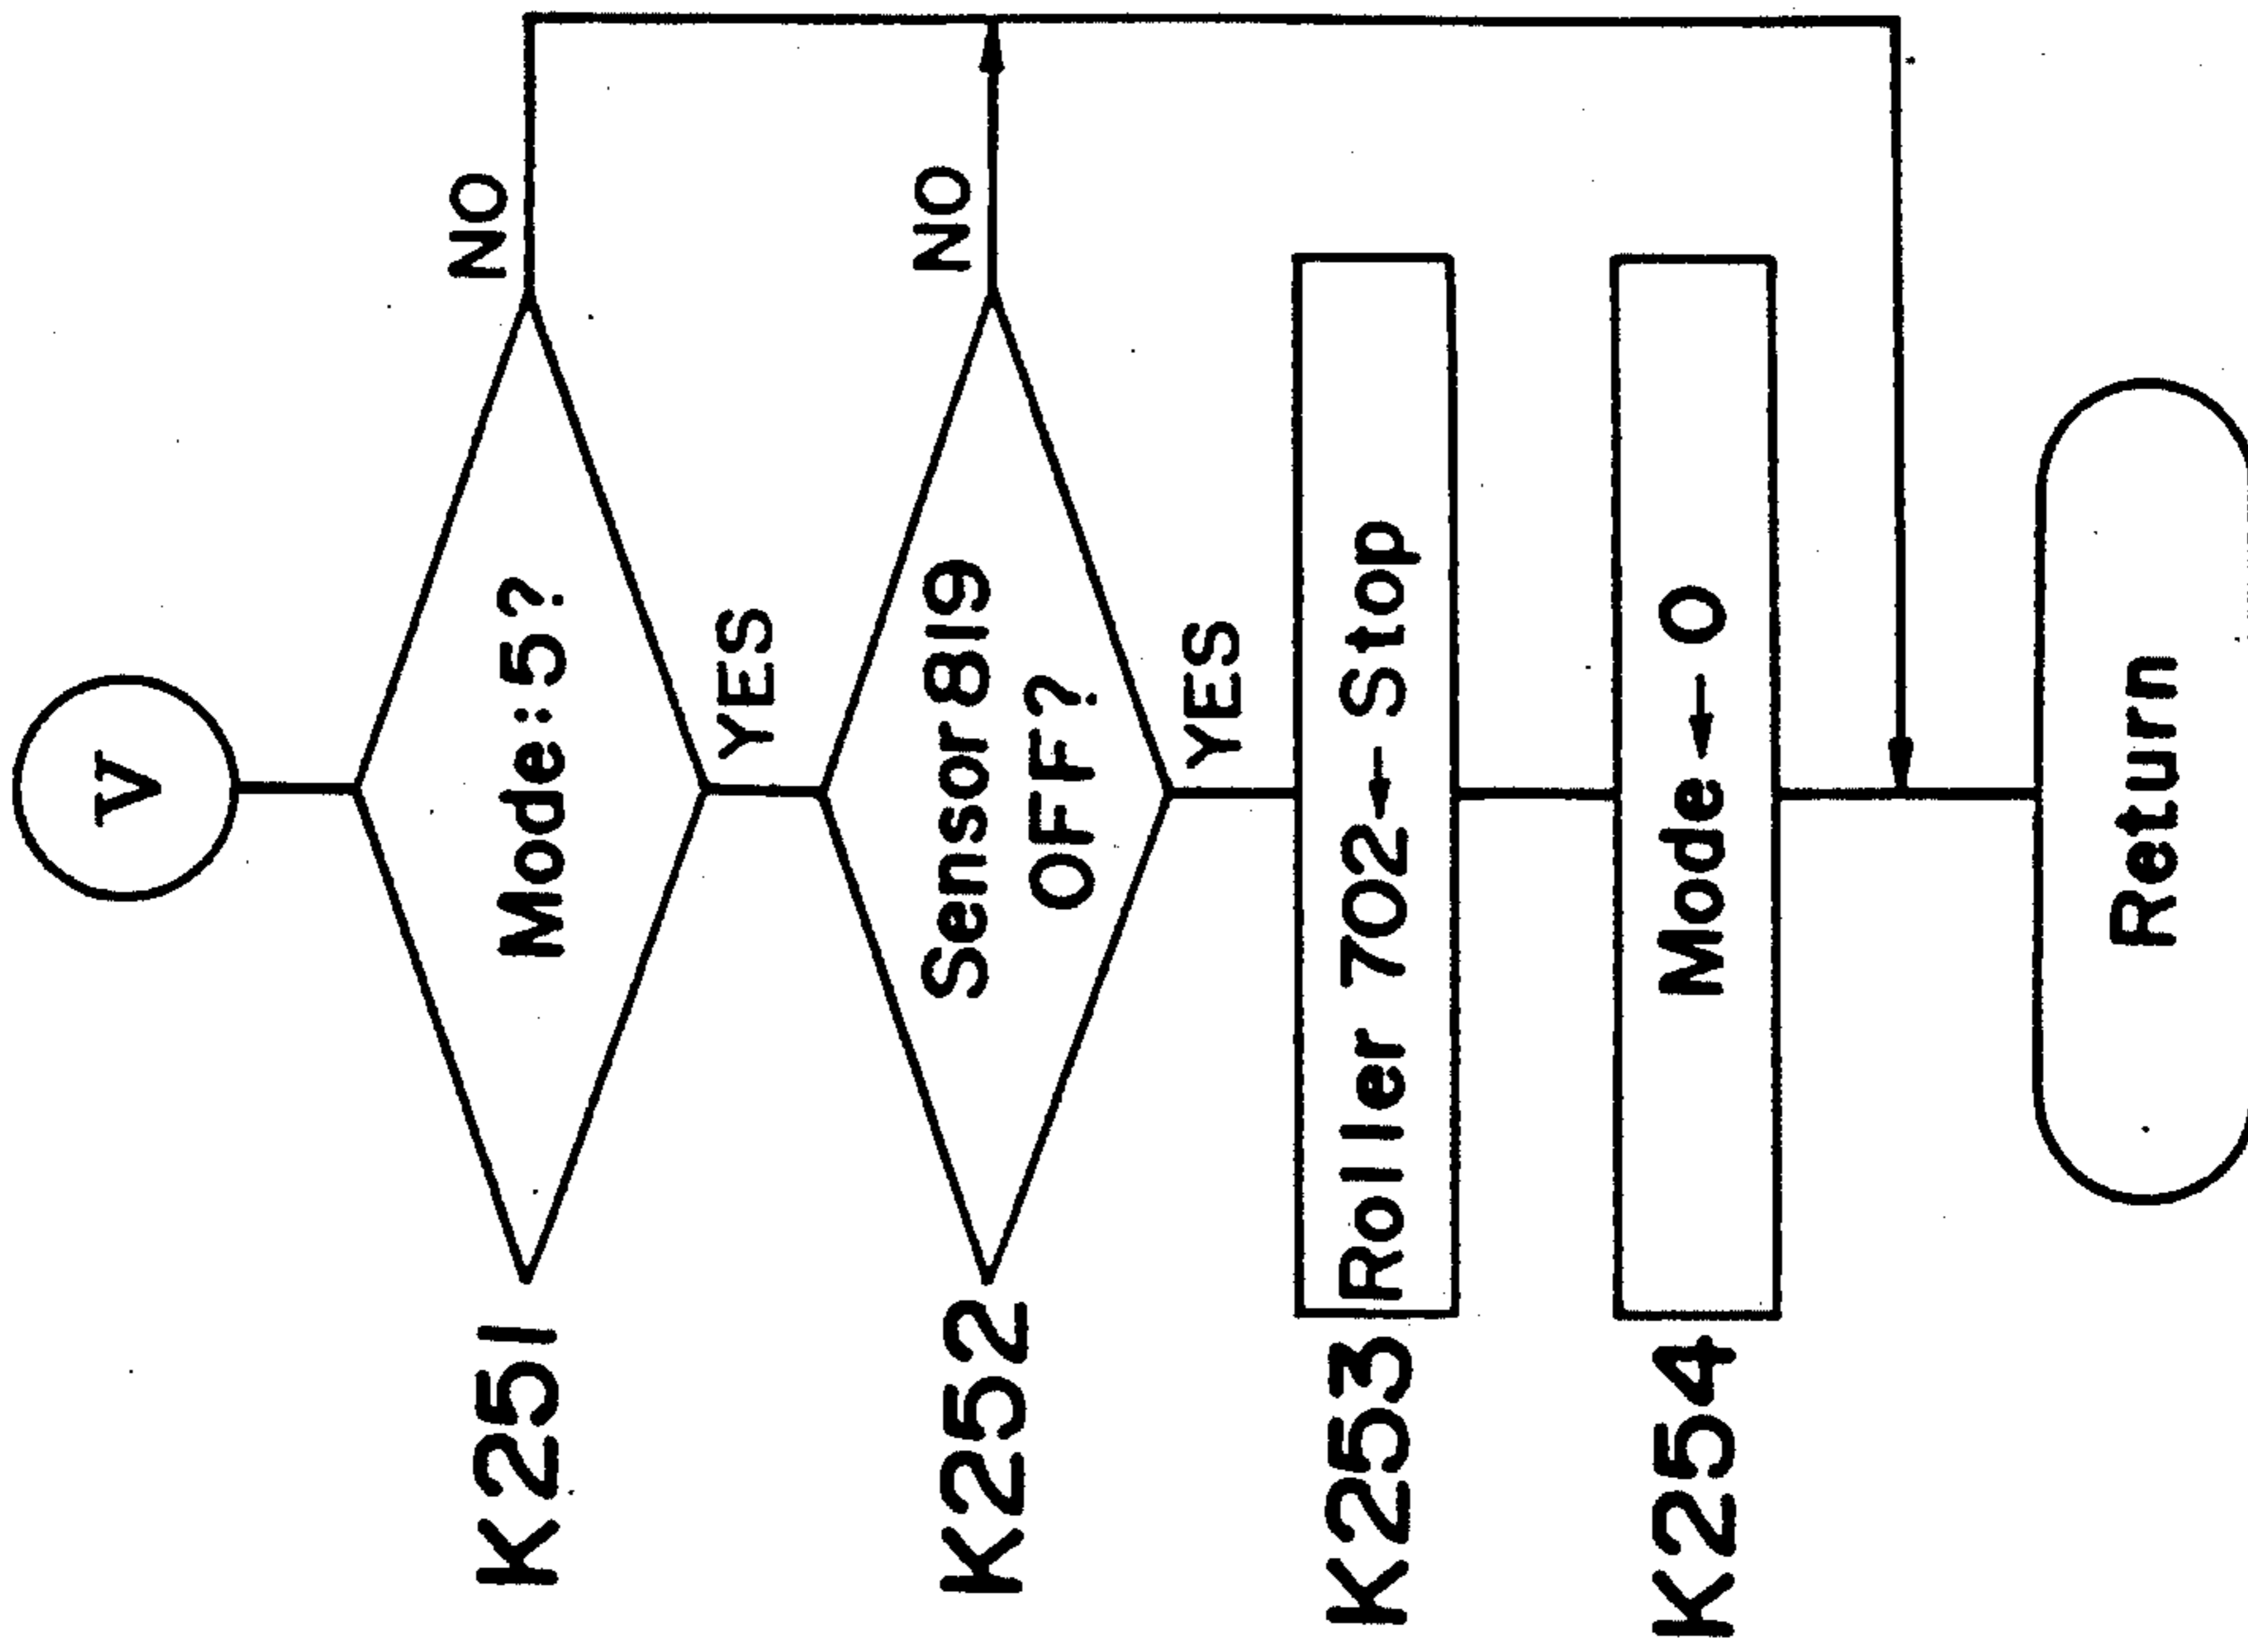 V
K251
Mode:5?
NO
YES
K252
Sensor 819
OFF?
NO
YES
K253
Roller 702 ← Stop
K254
Mode ← 0
Return